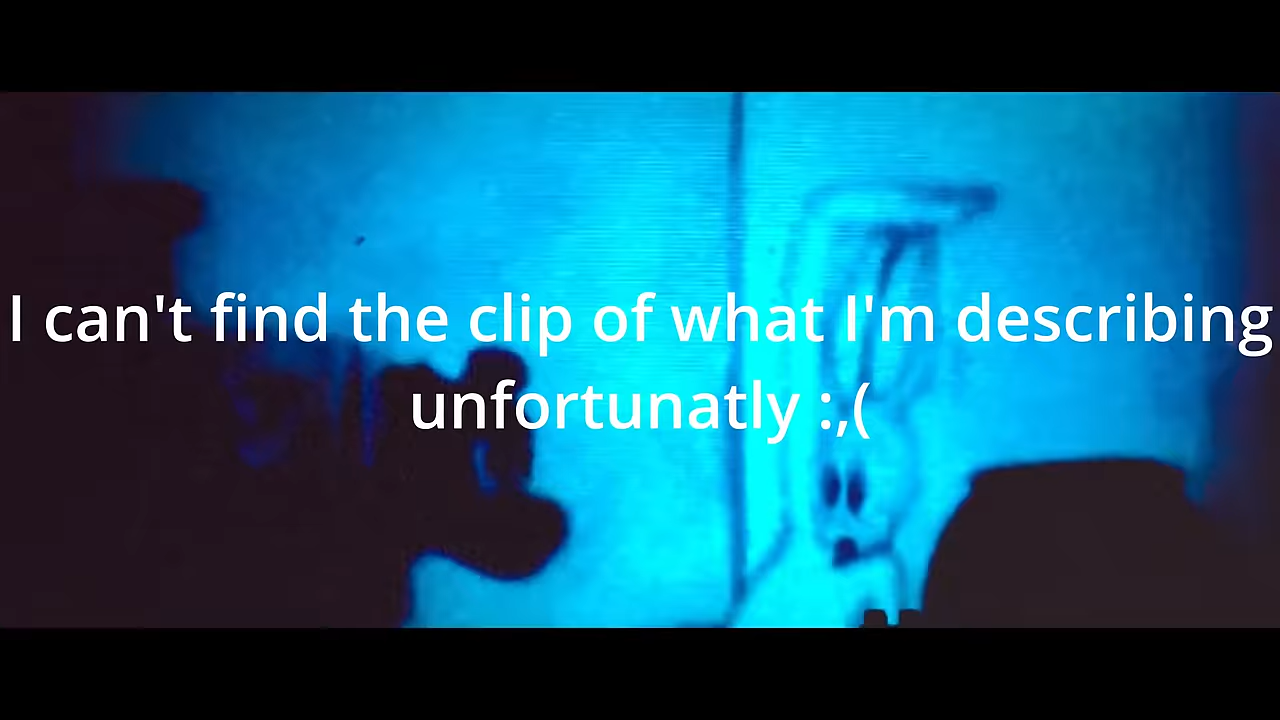 I can't find the clip of what I'm describing
unfortunatly :,(